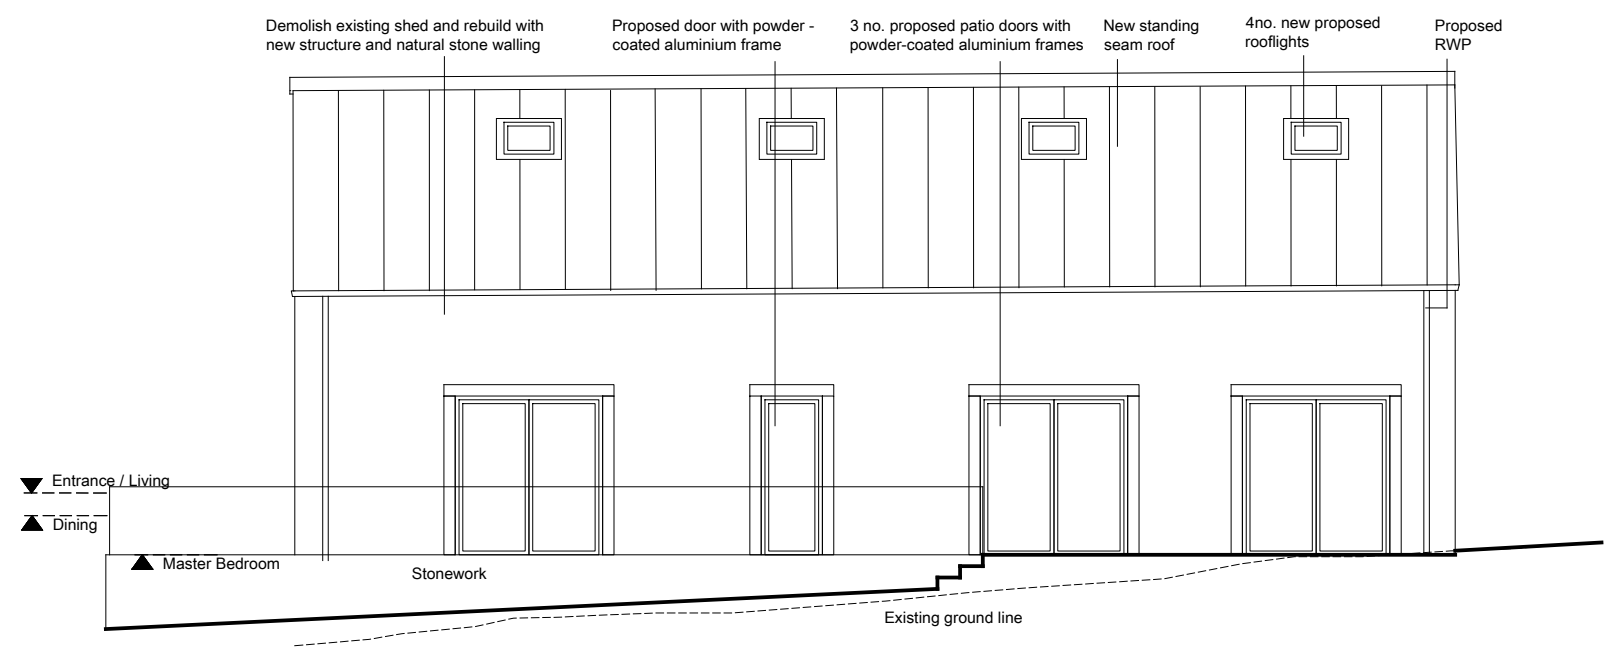 Demolish existing shed and rebuild with
new structure and natural stone walling
Proposed door with powder -
coated aluminium frame
3 no. proposed patio doors with
powder-coated aluminium frames
New standing
seam roof
4no. new proposed
rooflights
Proposed
RWP
Entrance / Living
Dining
Master Bedroom
Stonework
Existing ground line